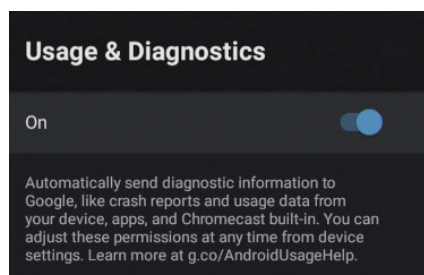 Usage & Diagnostics
On
Automatically send diagnostic information to
Google, like crash reports and usage data from
your device, apps, and Chromecast built-in. You can
adjust these permissions at any time from device
settings. Learn more at g.co/AndroidUsageHelp.